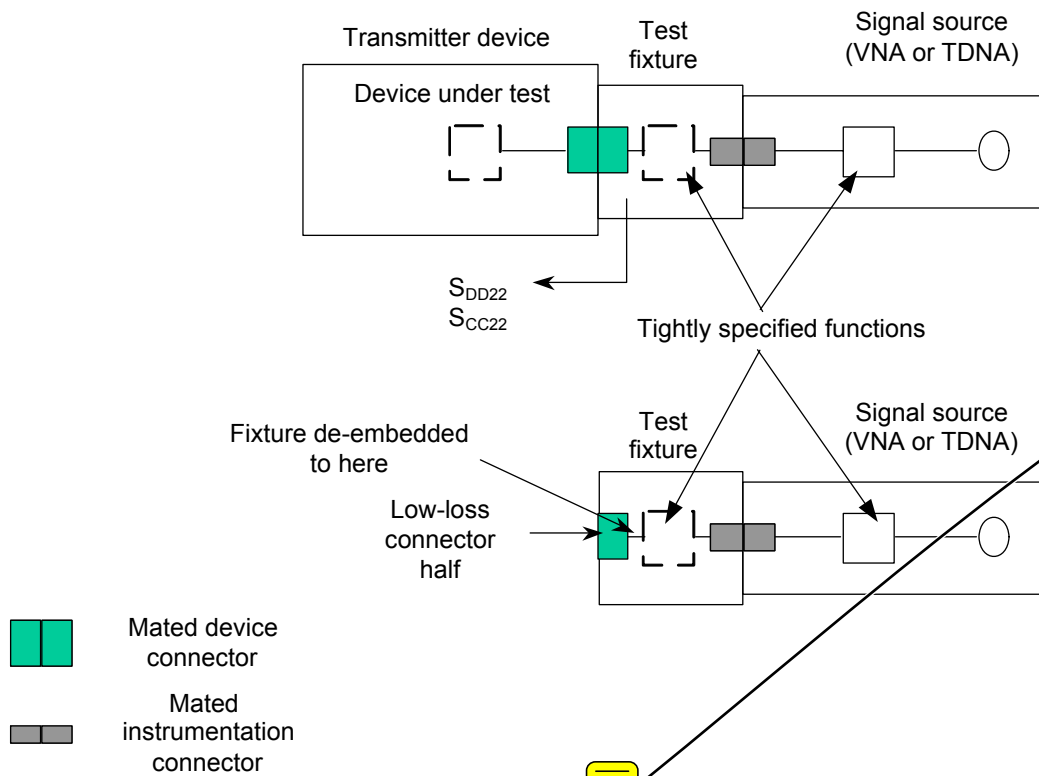 Transmitter device
Test
fixture
Signal source
(VNA or TDNA)
Device under test
SDD22
SCC22
Tightly specified functions
Fixture de-embedded
to here
Test
fixture
Signal source
(VNA or TDNA)
Low-loss
connector
half
Mated device
connector
Mated
instrumentation
connector